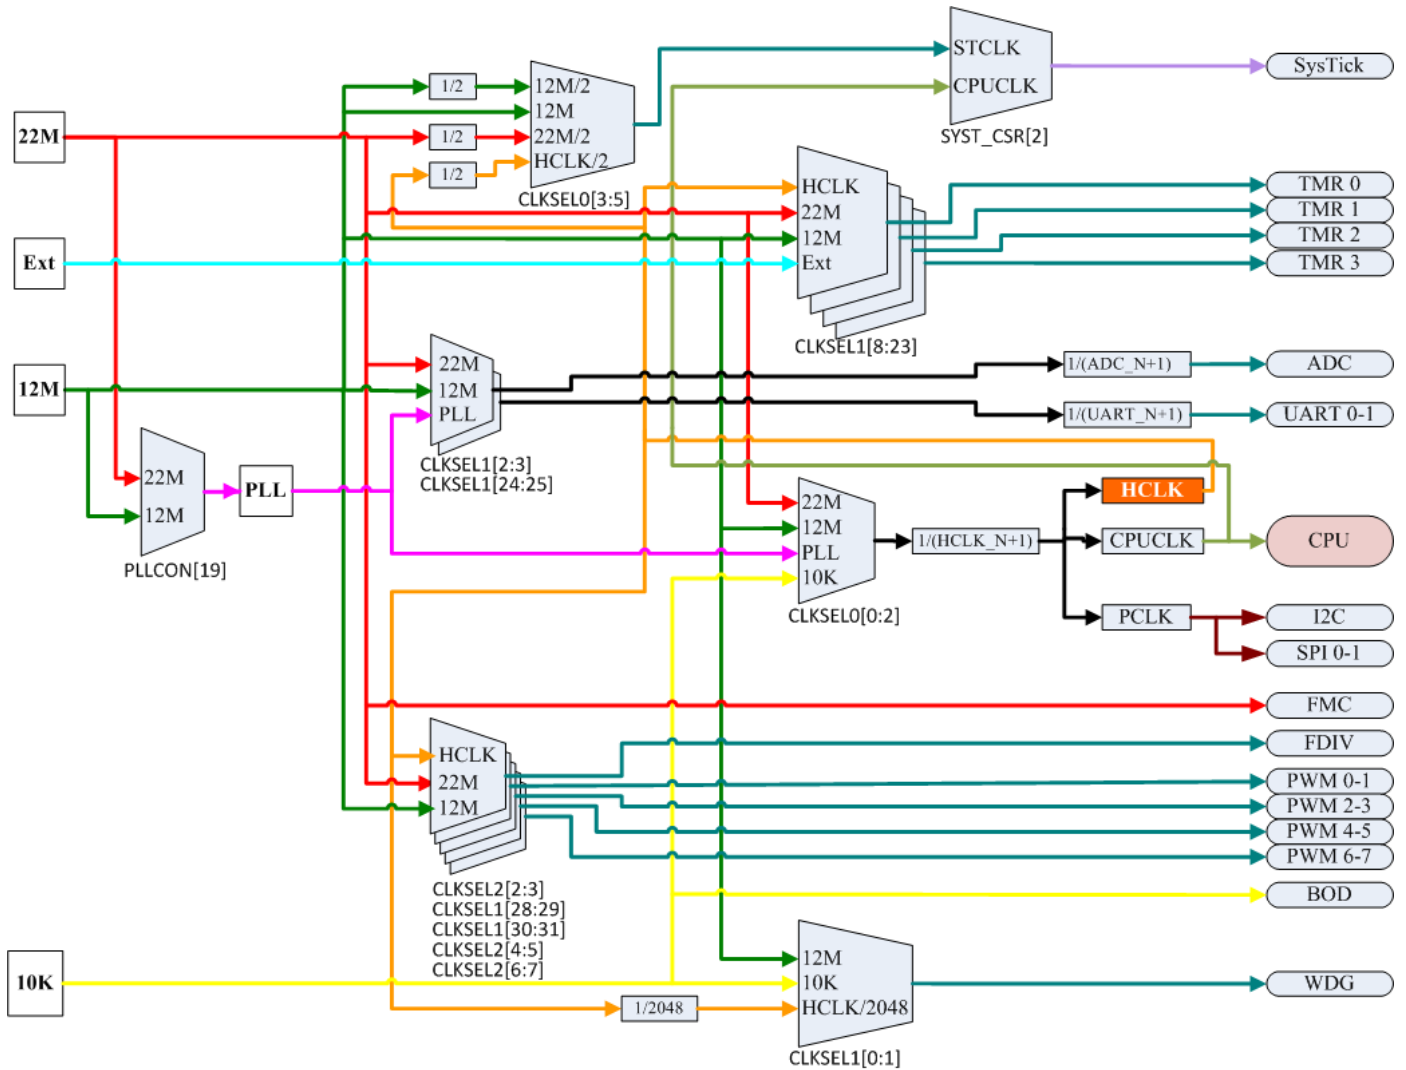 STCLK
CPUCLK
SYST_CSR[2]
SysTick
22M
1/2
1/2
1/2
12M/2
12M
22M/2
HCLK/2
CLKSEL0[3:5]
HCLK
22M
12M
Ext
CLKSEL1[8:23]
TMR 0
TMR 1
TMR 2
TMR 3
Ext
12M
22M
12M
PLL
CLKSEL1[2:3]
CLKSEL1[24:25]
1/(ADC_N+1)
ADC
1/(UART_N+1)
UART 0-1
22M
12M
PLLCON[19]
PLL
22M
12M
PLL
10K
CLKSEL0[0:2]
1/(HCLK_N+1)
HCLK
CPUCLK
CPU
PCLK
I2C
SPI 0-1
FMC
FDIV
HCLK
22M
12M
CLKSEL2[2:3]
CLKSEL1[28:29]
CLKSEL1[30:31]
CLKSEL2[4:5]
CLKSEL2[6:7]
PWM 0-1
PWM 2-3
PWM 4-5
PWM 6-7
BOD
10K
1/2048
12M
10K
HCLK/2048
CLKSEL1[0:1]
WDG